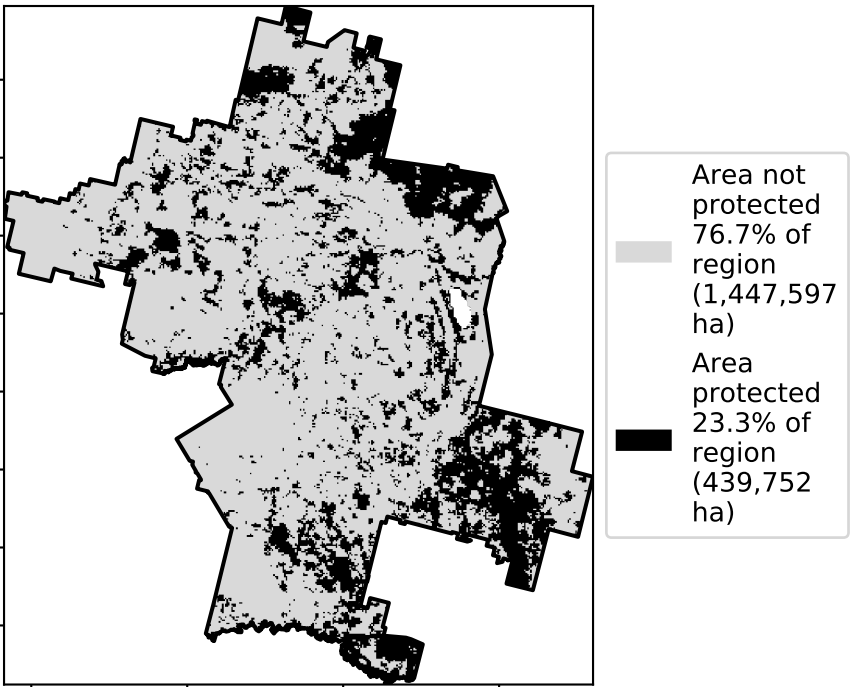 Area not
protected
76.7% of
region
(1,447,597
ha)
Area
protected
23.3% of
region
(439,752
ha)